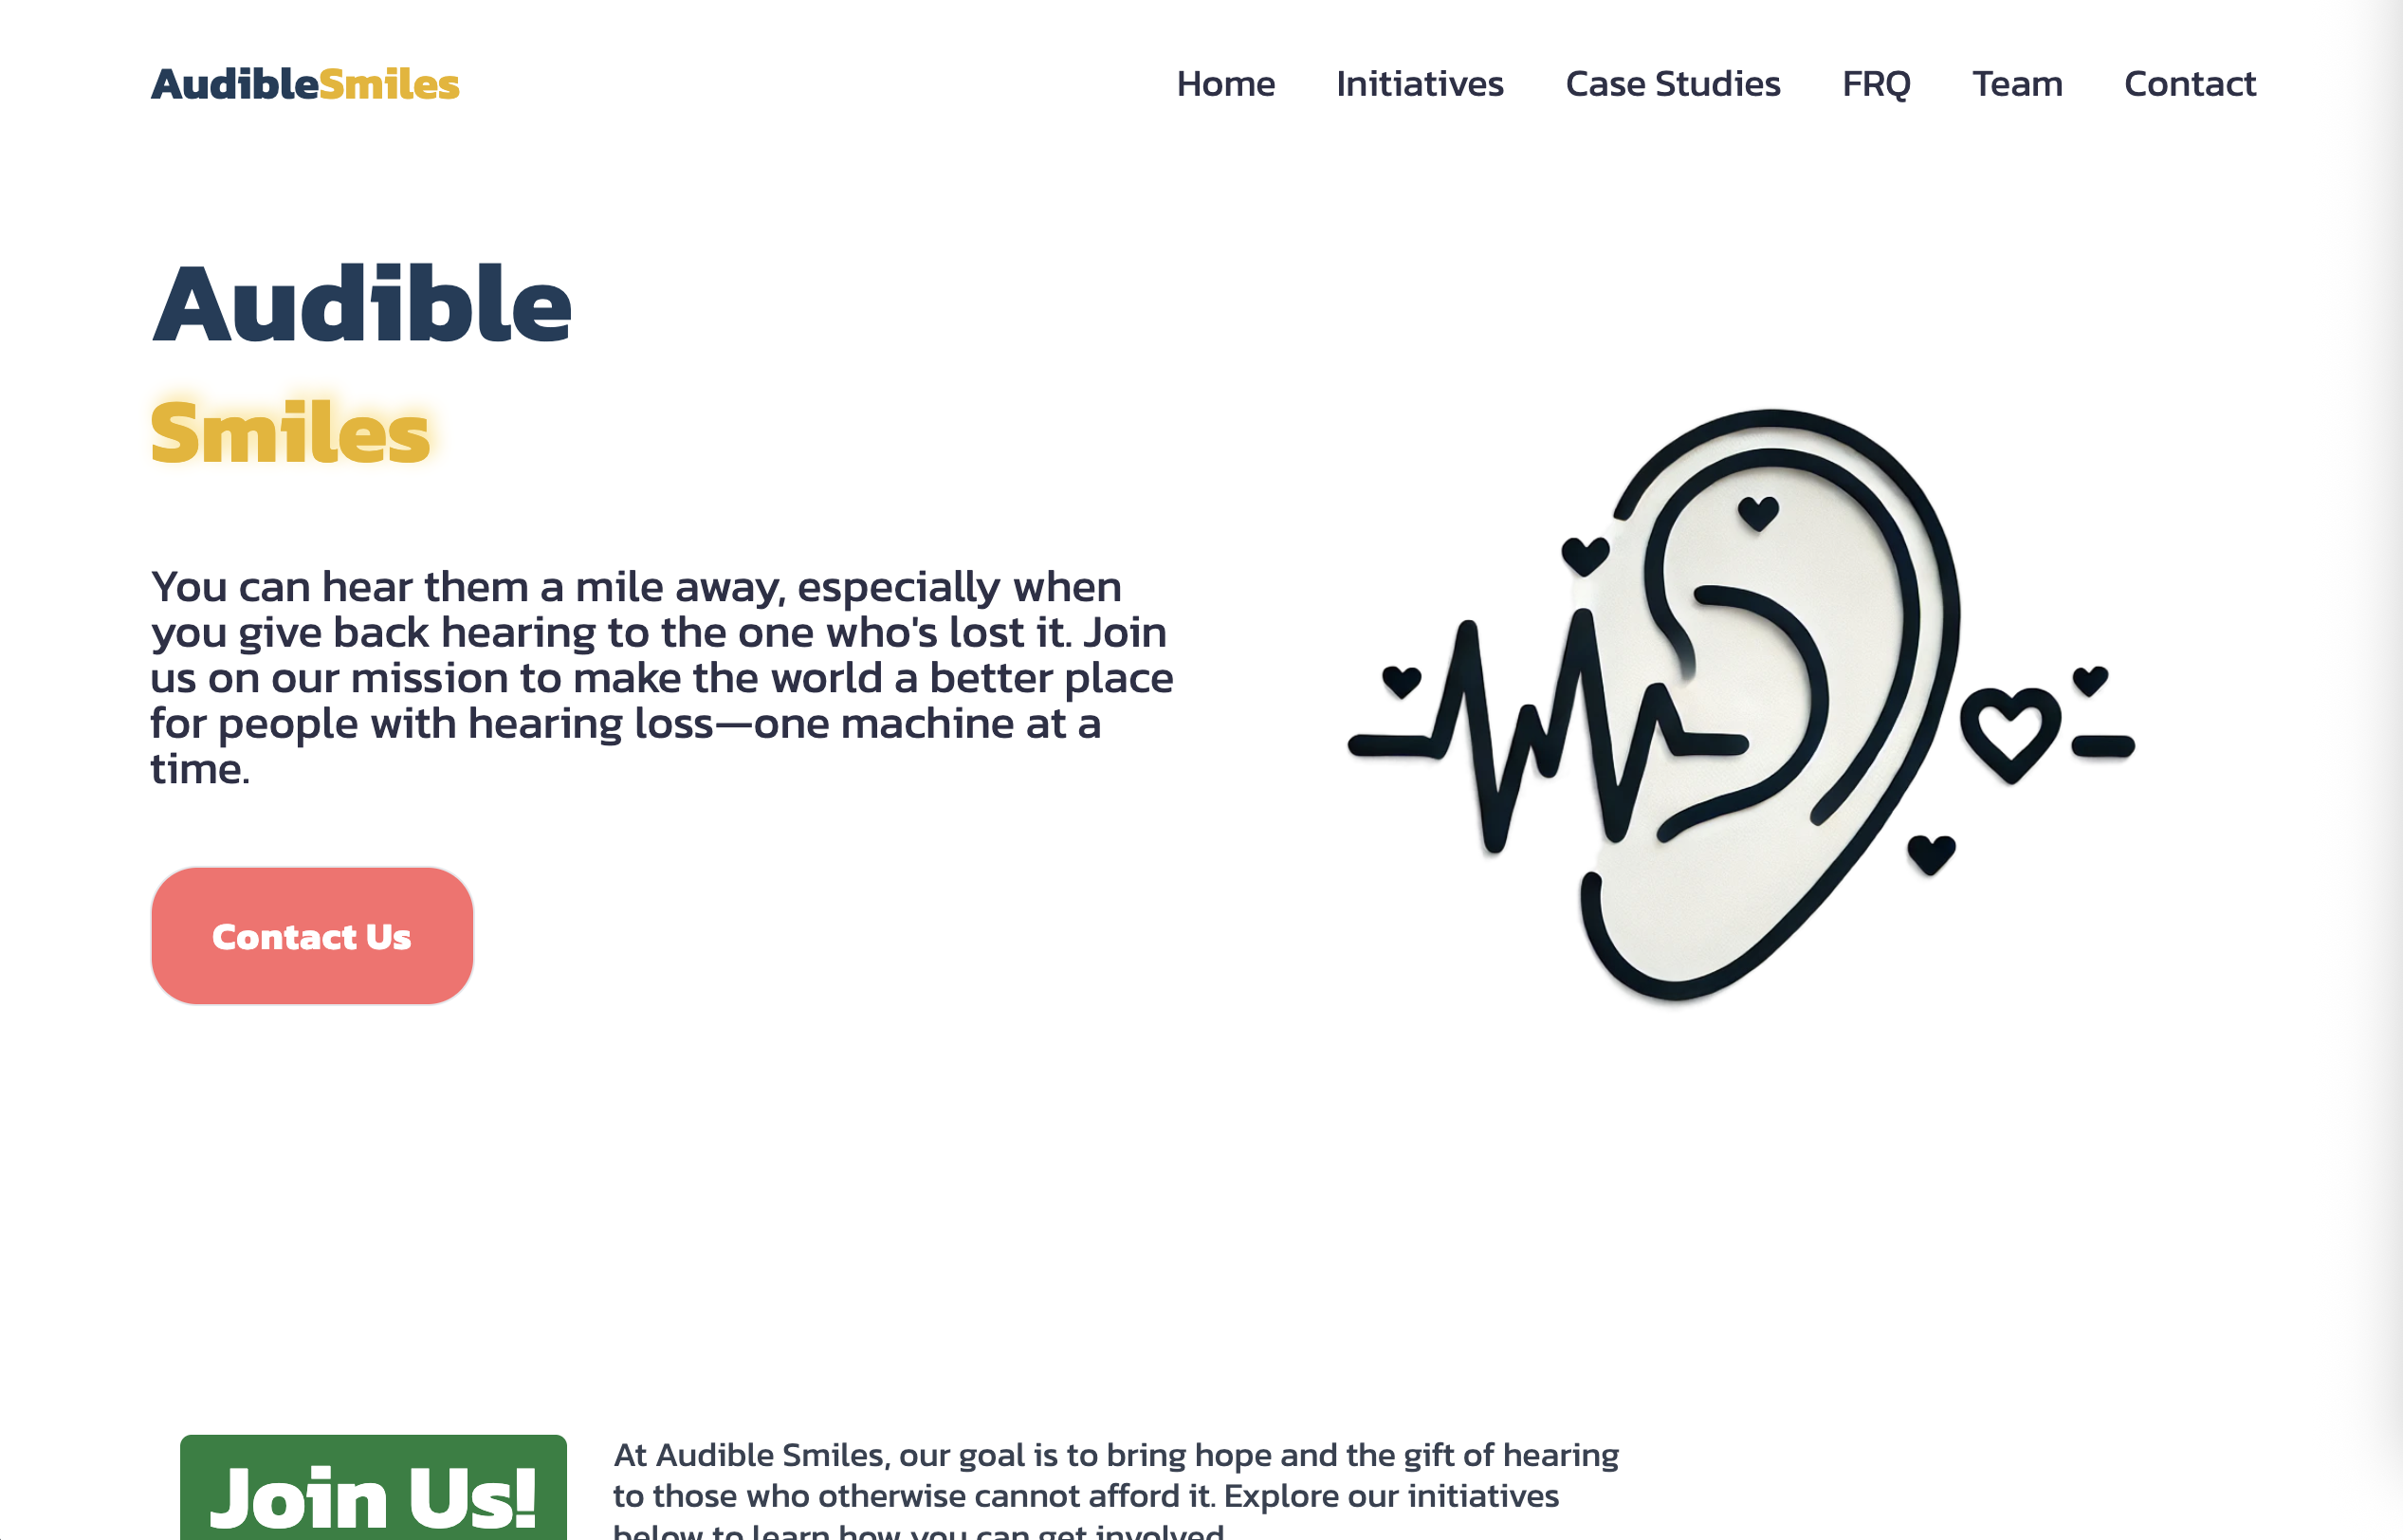 AudibleSmiles
Home Initiatives Case Studies FRQ Team Contact
Audible
Smiles
You can hear them a mile away, especially when
you give back hearing to the one who's lost it. Join
us on our mission to make the world a better place
for people with hearing loss—one machine at a
time.
Contact Us
Join Us!
At Audible Smiles, our goal is to bring hope and the gift of hearing
to those who otherwise cannot afford it. Explore our initiatives
below to learn how you can get involved.